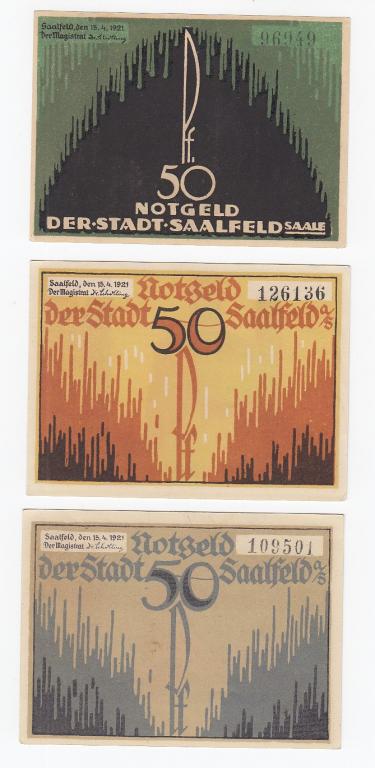 Saalfeld, den 15. 4. 1921
Der Magistrat
96949
Pf.
50
NOTGELD
DER·STADT·SAALFELD SAALE
Saalfeld, den 15. 4. 1921
Der Magistrat
Notgeld
126136
der Stadt 50 Saalfeld a/S
Pf
Saalfeld, den 15. 4. 1921
Der Magistrat
Notgeld
109501
der Stadt 50 Saalfeld a/S
Pf